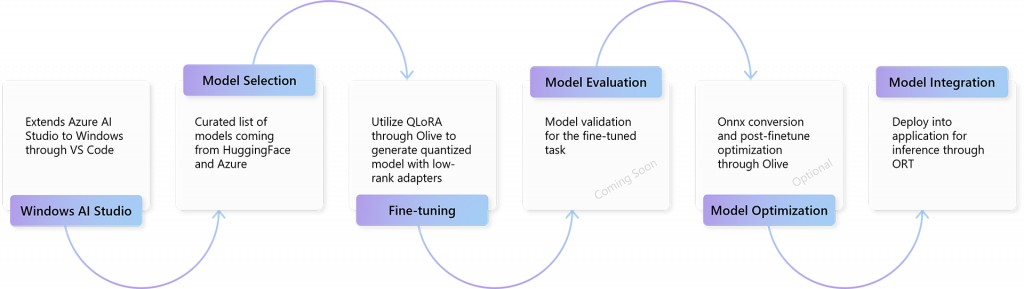 Extends Azure AI
Studio to Windows
through VS Code
Windows AI Studio
Model Selection
Curated list of
models coming
from HuggingFace
and Azure
Utilize QLoRA
through Olive to
generate quantized
model with low-
rank adapters
Fine-tuning
Model Evaluation
Model validation
for the fine-tuned
task
Coming Soon
Onnx conversion
and post-finetune
optimization
through Olive
Optional
Model Optimization
Model Integration
Deploy into
application for
inference through
ORT